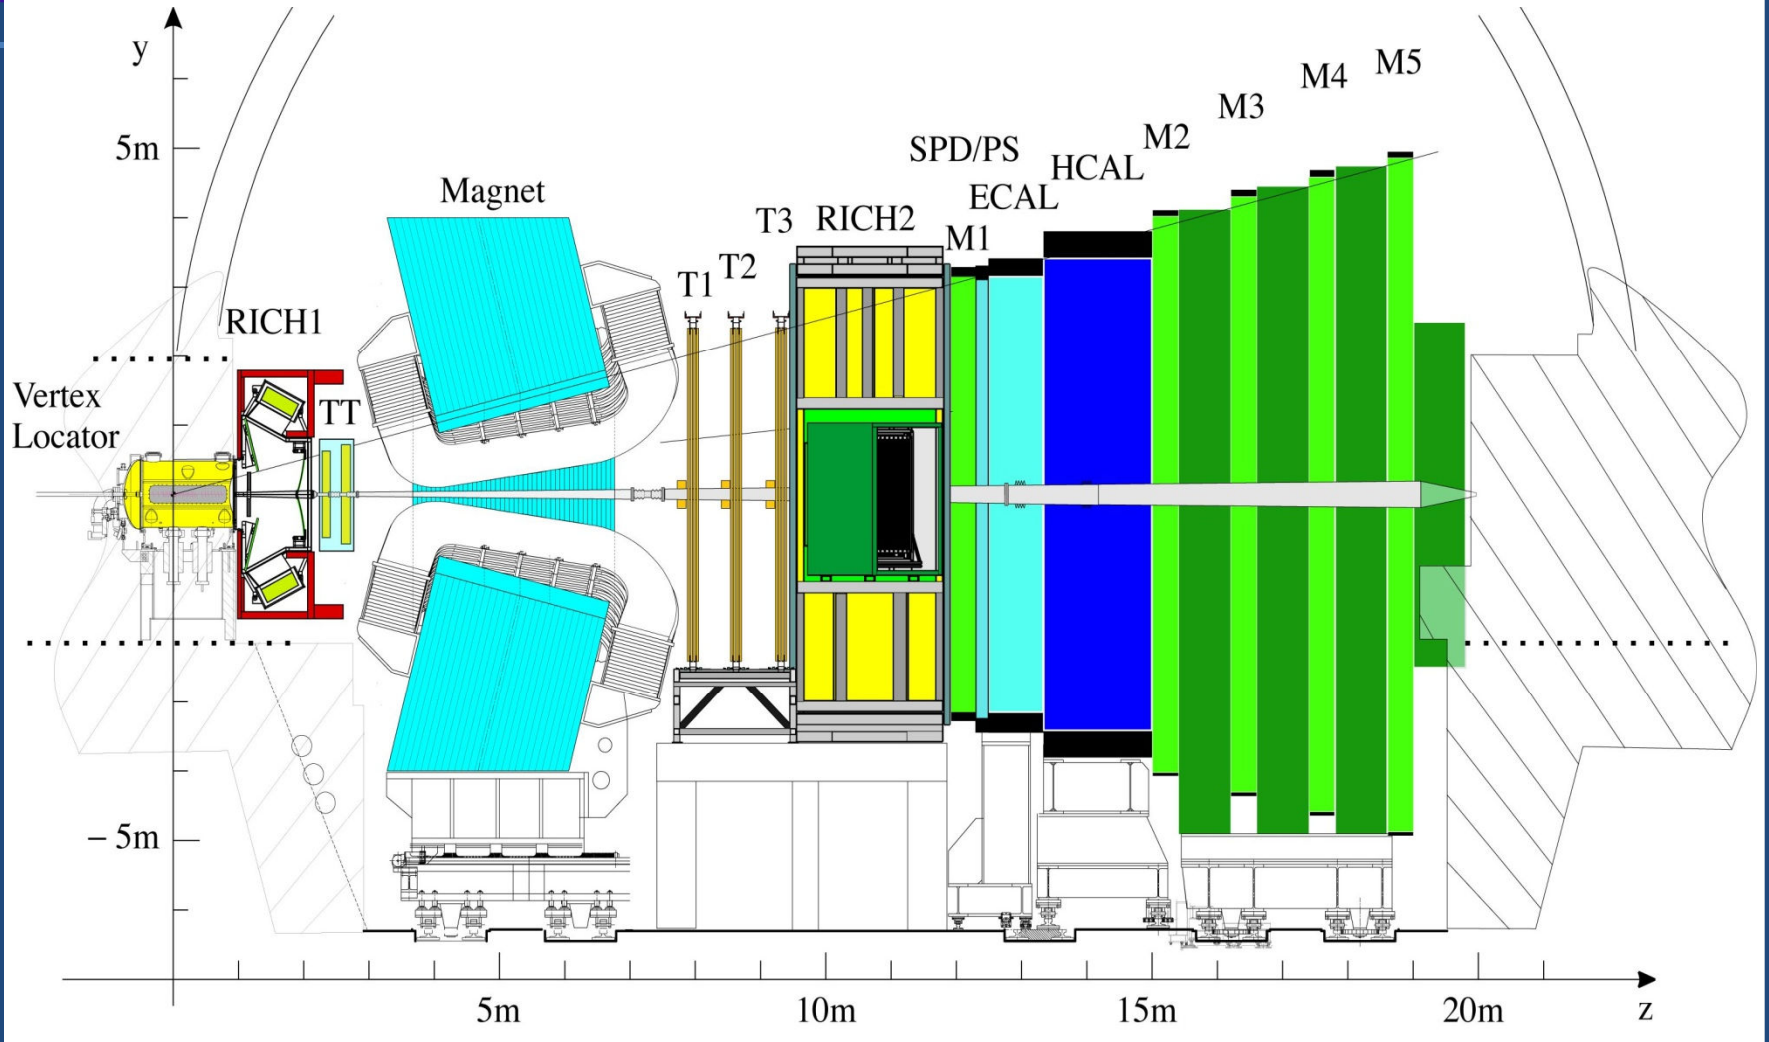 y
5m
Magnet
SPD/PS
ECAL
HCAL
M2
M3
M4
M5
T3
RICH2
M1
T2
T1
RICH1
TT
Vertex
Locator
– 5m
5m
10m
15m
20m
z